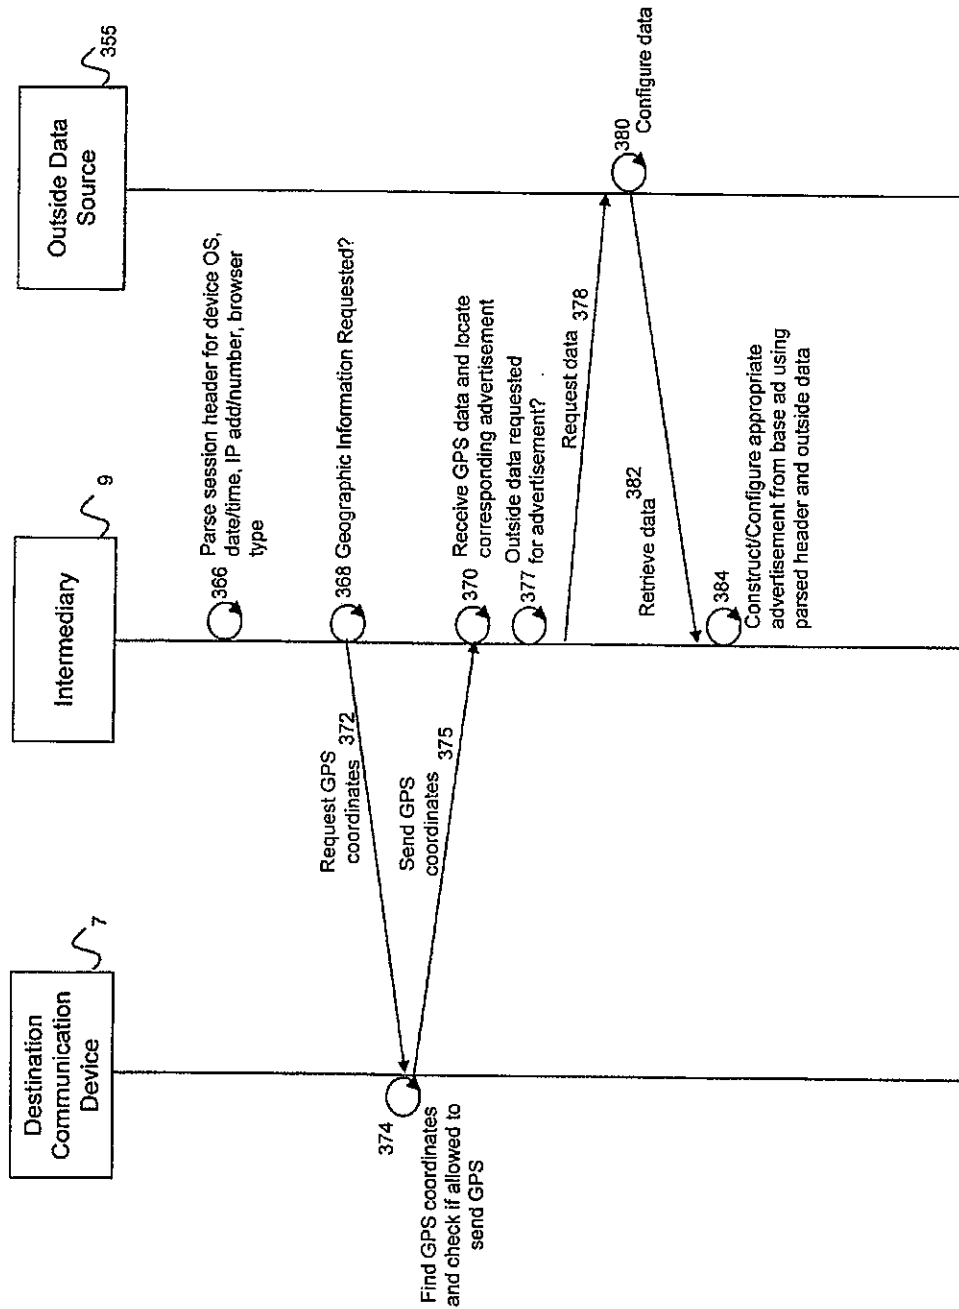 Destination
Communication
Device
7
Intermediary
9
Outside Data
Source
355
366
Parse session header for device OS,
date/time, IP add/number, browser
type
368 Geographic Information Requested?
Request GPS
coordinates 372
374
Find GPS coordinates
and check if allowed to
send GPS
Send GPS
coordinates 375
370
Receive GPS data and locate
corresponding advertisement
377
Outside data requested
for advertisement?
Request data 378
380
Configure data
Retrieve data 382
384
Construct/Configure appropriate
advertisement from base ad using
parsed header and outside data